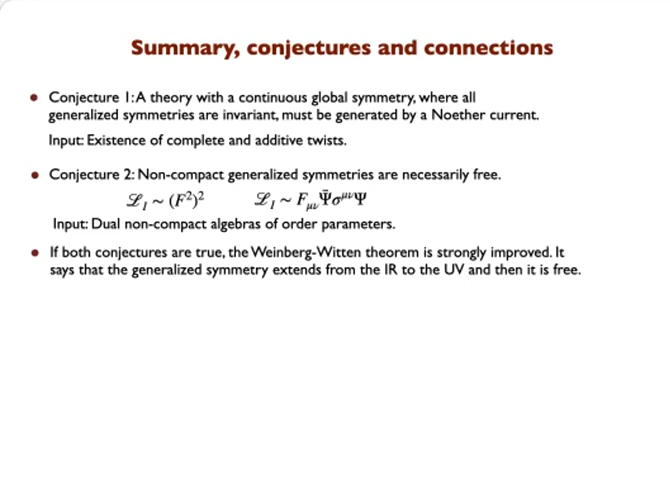 Summary, conjectures and connections
• Conjecture 1: A theory with a continuous global symmetry, where all
generalized symmetries are invariant, must be generated by a Noether current.
Input: Existence of complete and additive twists.
• Conjecture 2: Non-compact generalized symmetries are necessarily free.
ℒ_I ~ (F²)² ℒ_I ~ F_μν Ψ̄σ^μνΨ
Input: Dual non-compact algebras of order parameters.
• If both conjectures are true, the Weinberg-Witten theorem is strongly improved. It
says that the generalized symmetry extends from the IR to the UV and then it is free.